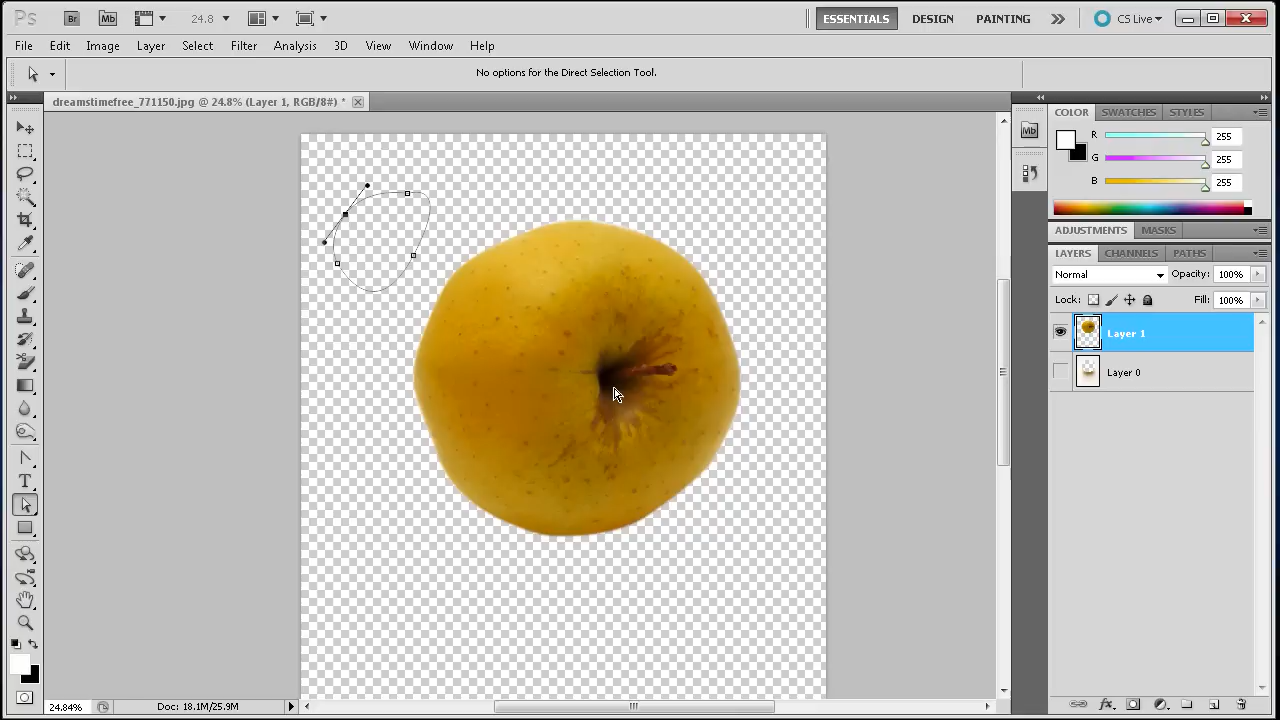 Ps Br Mb 24.8 ESSENTIALS DESIGN PAINTING CS Live
File Edit Image Layer Select Filter Analysis 3D View Window Help
No options for the Direct Selection Tool.
dreamstimefree_771150.jpg @ 24.8% (Layer 1, RGB/8#) *
COLOR SWATCHES STYLES
Mb
R 255
G 255
B 255
ADJUSTMENTS MASKS
LAYERS CHANNELS PATHS
Normal Opacity: 100%
Lock: Fill: 100%
Layer 1
Layer 0
T
24.84% Doc: 18.1M/25.9M
fx